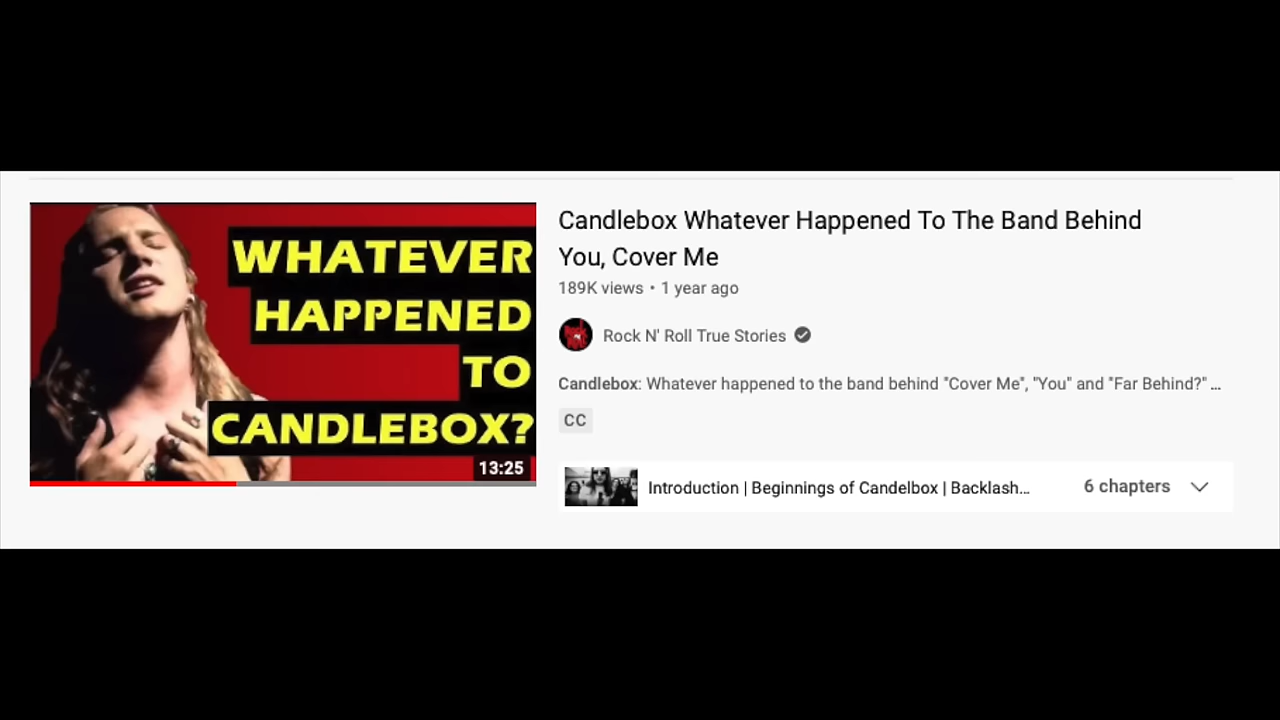 WHATEVER
HAPPENED
TO
CANDLEBOX?
13:25
Candlebox Whatever Happened To The Band Behind
You, Cover Me
189K views • 1 year ago
Rock N' Roll True Stories
Candlebox: Whatever happened to the band behind "Cover Me", "You" and "Far Behind?" ...
CC
Introduction | Beginnings of Candelbox | Backlash...
6 chapters